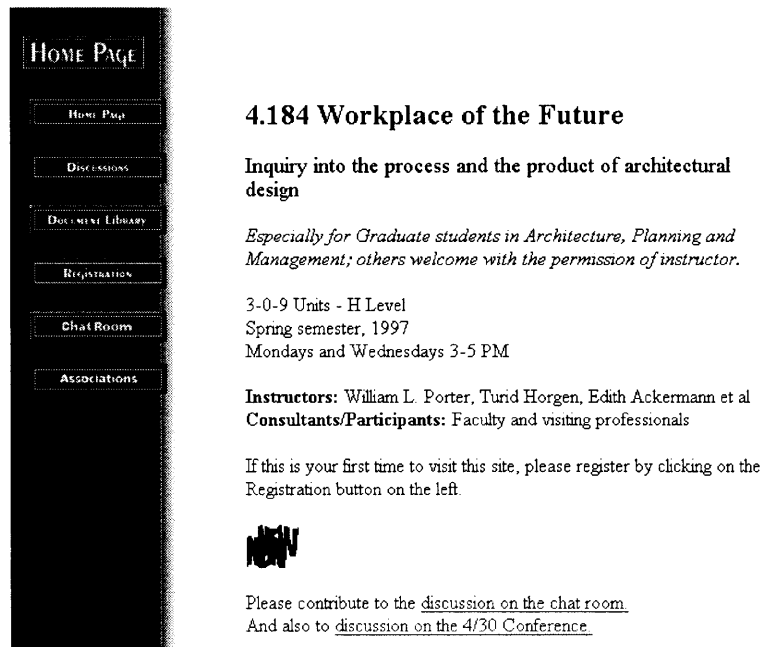 HOME PAGE
HOME PAGE
DISCUSSIONS
DOCUMENT LIBRARY
REGISTRATION
Chat Room
Associations
4.184 Workplace of the Future
Inquiry into the process and the product of architectural
design
Especially for Graduate students in Architecture, Planning and
Management; others welcome with the permission of instructor.
3-0-9 Units - H Level
Spring semester, 1997
Mondays and Wednesdays 3-5 PM
Instructors: William L. Porter, Turid Horgen, Edith Ackermann et al
Consultants/Participants: Faculty and visiting professionals
If this is your first time to visit this site, please register by clicking on the
Registration button on the left.
NEW
Please contribute to the discussion on the chat room.
And also to discussion on the 4/30 Conference.